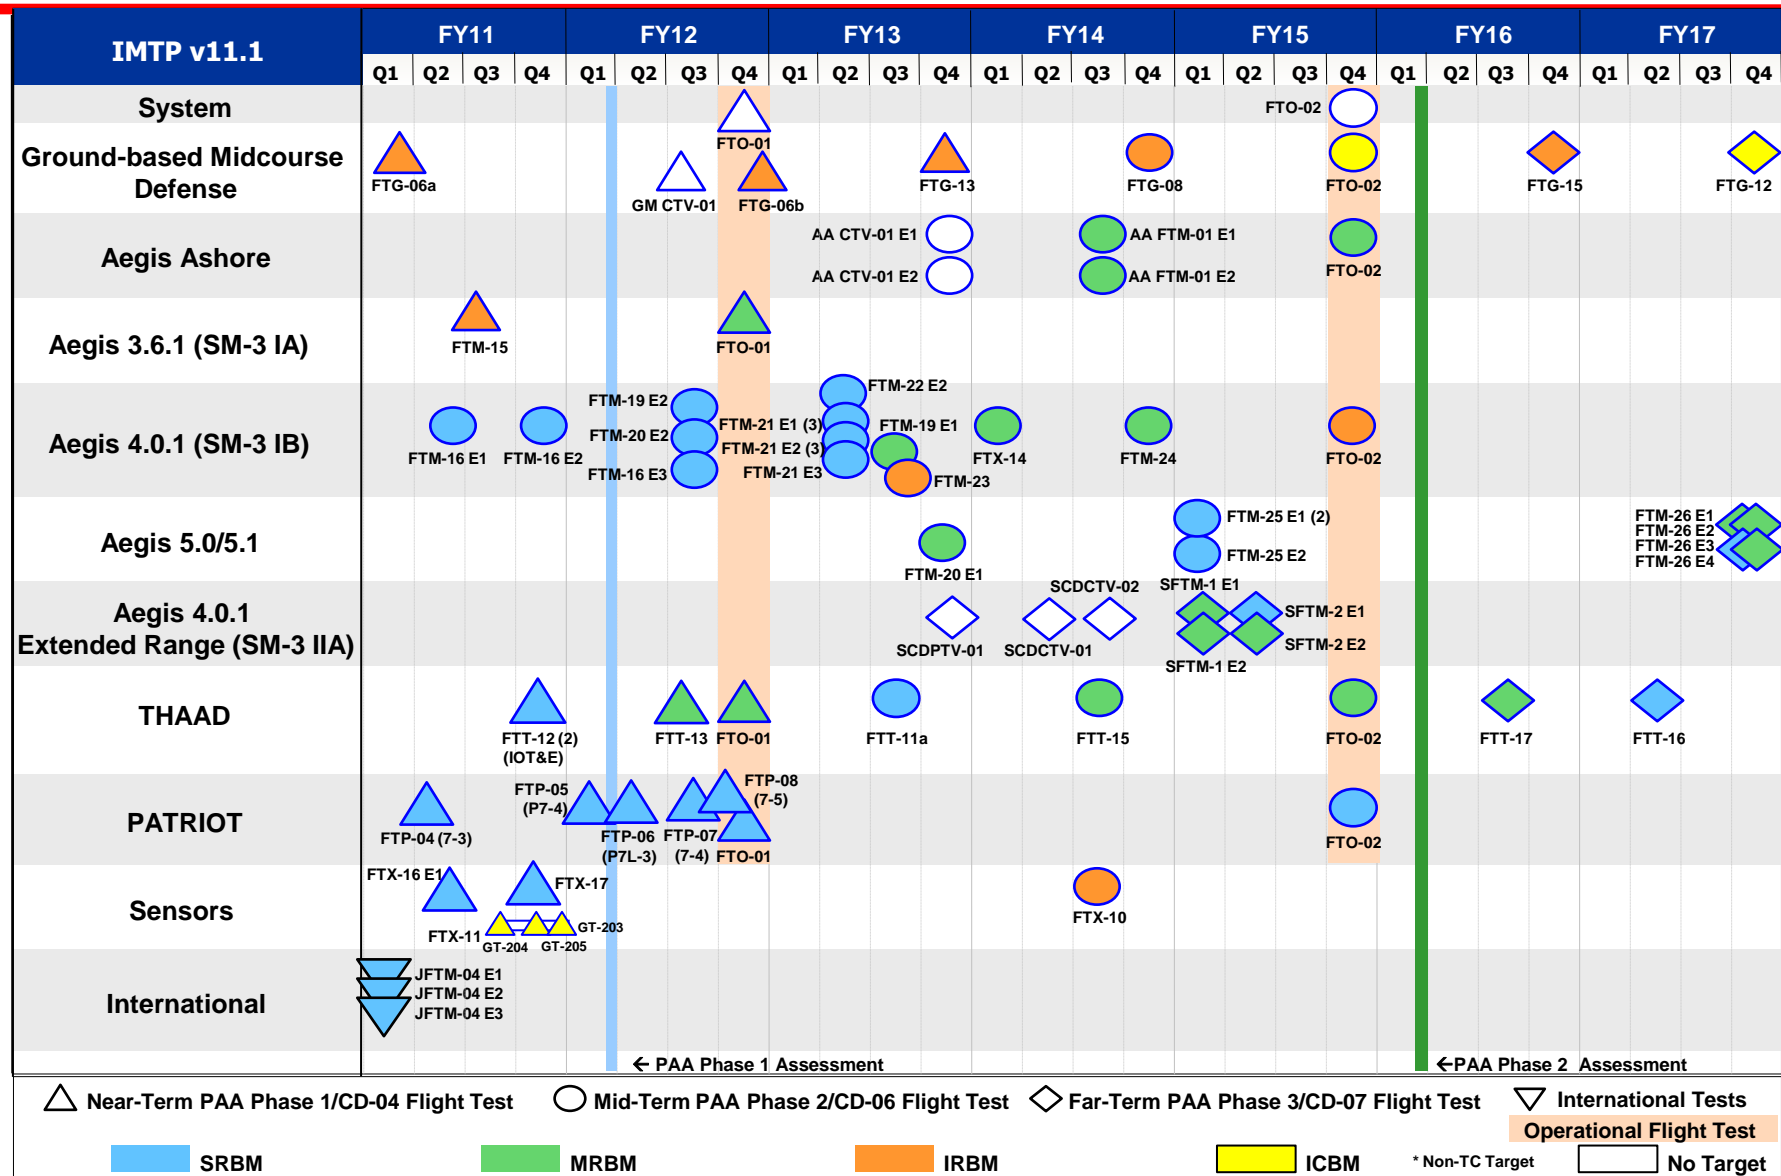 IMTP v11.1
FY11 FY12 FY13 FY14 FY15 FY16 FY17
Q1 Q2 Q3 Q4 Q1 Q2 Q3 Q4 Q1 Q2 Q3 Q4 Q1 Q2 Q3 Q4 Q1 Q2 Q3 Q4 Q1 Q2 Q3 Q4 Q1 Q2 Q3 Q4
System
FTO-01
FTO-02
Ground-based Midcourse
Defense
FTG-06a
GM CTV-01
FTG-06b
FTG-13
FTG-08
FTO-02
FTG-15
FTG-12
Aegis Ashore
AA CTV-01 E1
AA CTV-01 E2
AA FTM-01 E1
AA FTM-01 E2
FTO-02
Aegis 3.6.1 (SM-3 IA)
FTM-15
FTO-01
Aegis 4.0.1 (SM-3 IB)
FTM-16 E1
FTM-16 E2
FTM-19 E2
FTM-20 E2
FTM-16 E3
FTM-22 E2
FTM-21 E1 (3)
FTM-21 E2 (3)
FTM-21 E3
FTM-19 E1
FTM-23
FTX-14
FTM-24
FTO-02
Aegis 5.0/5.1
FTM-20 E1
FTM-25 E1 (2)
FTM-25 E2
FTM-26 E1
FTM-26 E2
FTM-26 E3
FTM-26 E4
Aegis 4.0.1
Extended Range (SM-3 IIA)
SCDPTV-01
SCDCTV-01
SCDCTV-02
SFTM-1 E1
SFTM-1 E2
SFTM-2 E1
SFTM-2 E2
THAAD
FTT-12 (2)
(IOT&E)
FTT-13
FTO-01
FTT-11a
FTT-15
FTO-02
FTT-17
FTT-16
PATRIOT
FTP-04 (7-3)
FTP-05
(P7-4)
FTP-06
(P7L-3)
FTP-07
(7-4)
FTP-08
(7-5)
FTO-01
FTO-02
Sensors
FTX-16 E1
FTX-11
FTX-17
GT-204
GT-205
GT-203
FTX-10
International
JFTM-04 E1
JFTM-04 E2
JFTM-04 E3
← PAA Phase 1 Assessment
←PAA Phase 2 Assessment
Near-Term PAA Phase 1/CD-04 Flight Test
Mid-Term PAA Phase 2/CD-06 Flight Test
Far-Term PAA Phase 3/CD-07 Flight Test
International Tests
Operational Flight Test
SRBM
MRBM
IRBM
ICBM
* Non-TC Target
No Target